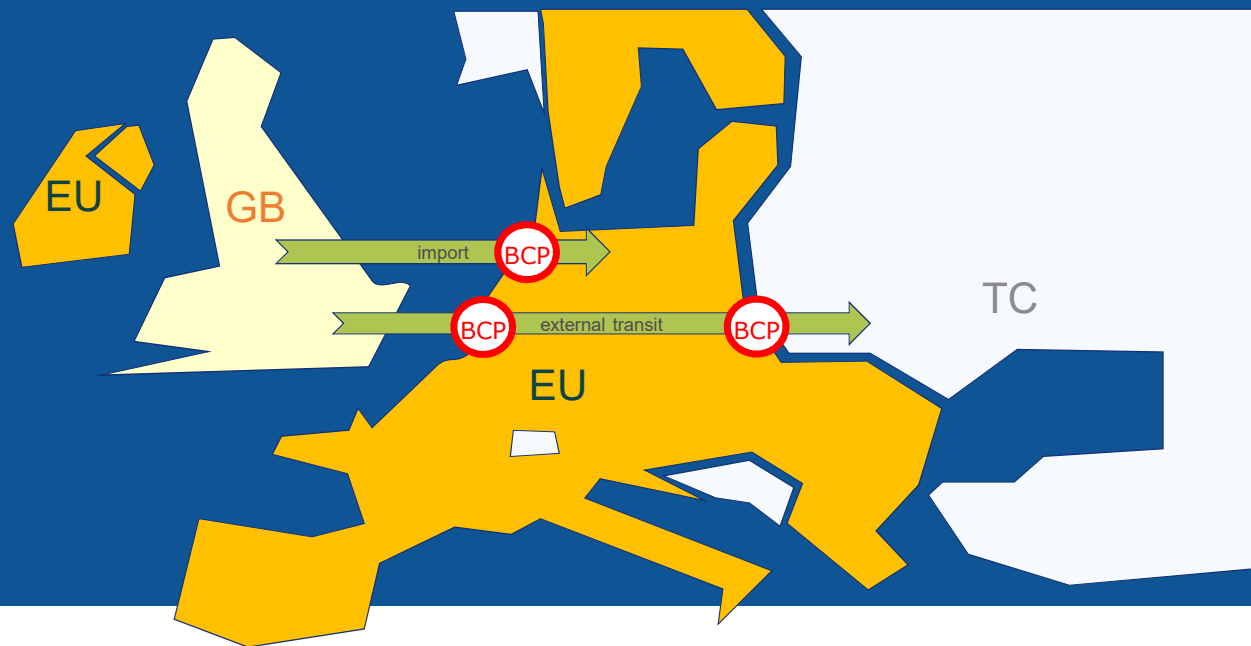 EU
GB
import
BCP
BCP
external transit
BCP
TC
EU